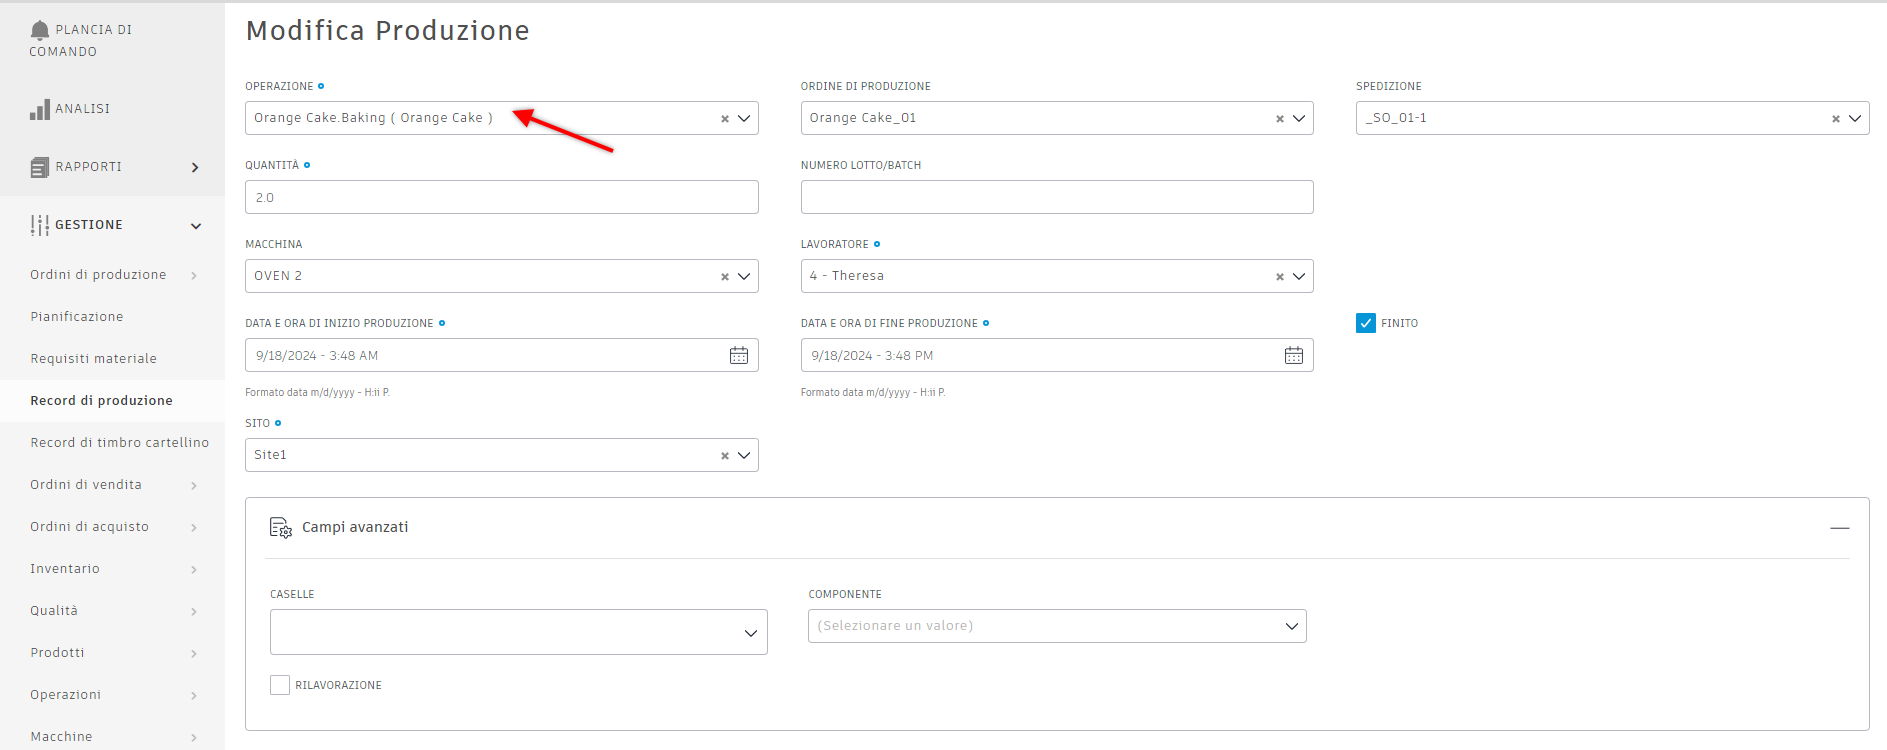 PLANCIA DI
COMANDO
ANALISI
RAPPORTI
GESTIONE
Ordini di produzione
Pianificazione
Requisiti materiale
Record di produzione
Record di timbro cartellino
Ordini di vendita
Ordini di acquisto
Inventario
Qualità
Prodotti
Operazioni
Macchine
Modifica Produzione
OPERAZIONE
Orange Cake.Baking ( Orange Cake )
ORDINE DI PRODUZIONE
Orange Cake_01
SPEDIZIONE
_SO_01-1
QUANTITÀ
2.0
NUMERO LOTTO/BATCH
MACCHINA
OVEN 2
LAVORATORE
4 - Theresa
DATA E ORA DI INIZIO PRODUZIONE
9/18/2024 - 3:48 AM
Formato data m/d/yyyy - H:ii P.
DATA E ORA DI FINE PRODUZIONE
9/18/2024 - 3:48 PM
Formato data m/d/yyyy - H:ii P.
FINITO
SITO
Site1
Campi avanzati
CASELLE
COMPONENTE
(Selezionare un valore)
RILAVORAZIONE